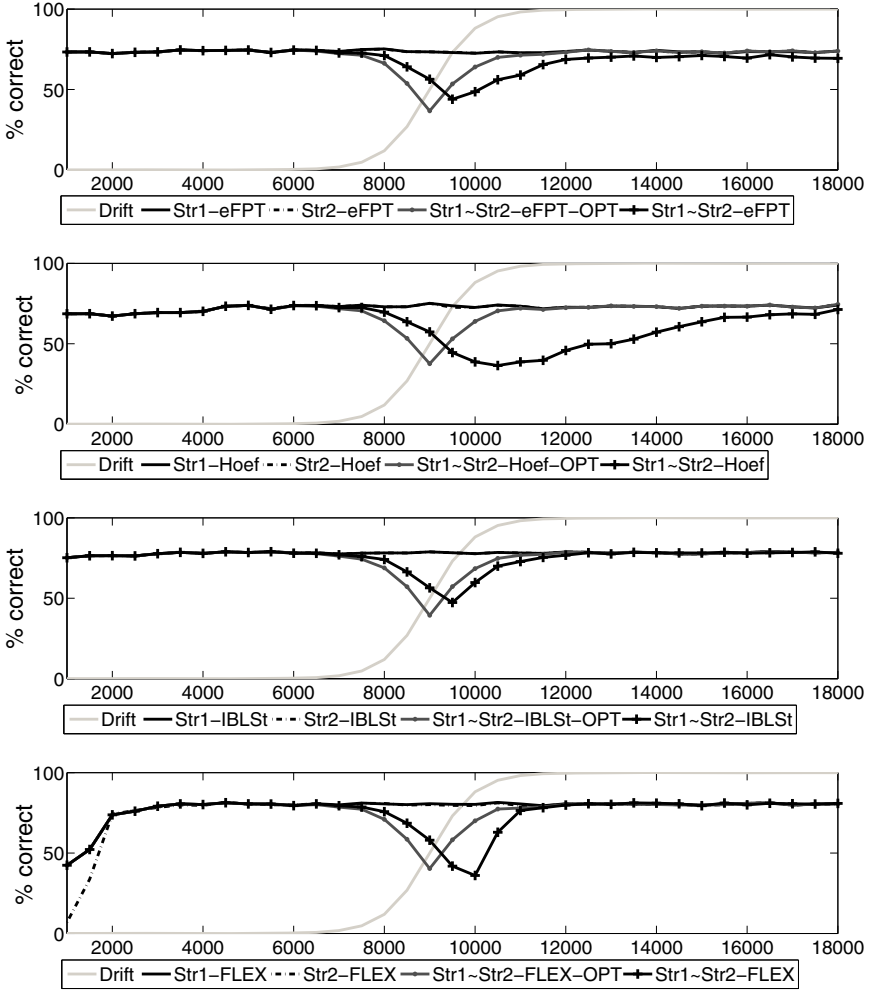 100
% correct
50
0
2000 4000 6000 8000 10000 12000 14000 16000 18000
Drift Str1−eFPT Str2−eFPT Str1~Str2−eFPT−OPT Str1~Str2−eFPT
100
% correct
50
0
2000 4000 6000 8000 10000 12000 14000 16000 18000
Drift Str1−Hoef Str2−Hoef Str1~Str2−Hoef−OPT Str1~Str2−Hoef
100
% correct
50
0
2000 4000 6000 8000 10000 12000 14000 16000 18000
Drift Str1−IBLSt Str2−IBLSt Str1~Str2−IBLSt−OPT Str1~Str2−IBLSt
100
% correct
50
0
2000 4000 6000 8000 10000 12000 14000 16000 18000
Drift Str1−FLEX Str2−FLEX Str1~Str2−FLEX−OPT Str1~Str2−FLEX